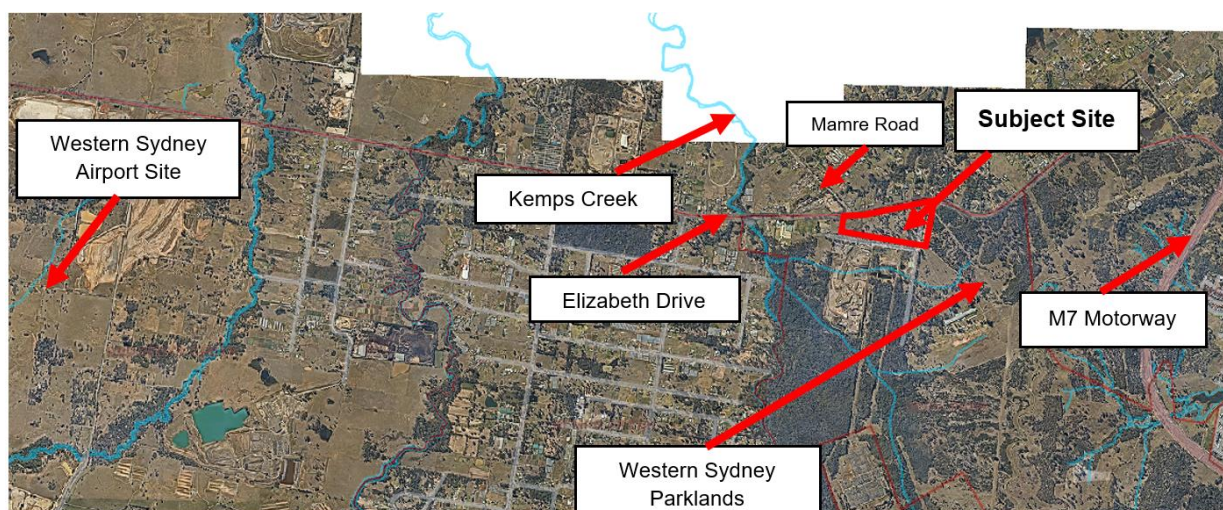 Western Sydney
Airport Site
Kemps Creek
Mamre Road
Subject Site
Elizabeth Drive
M7 Motorway
Western Sydney
Parklands